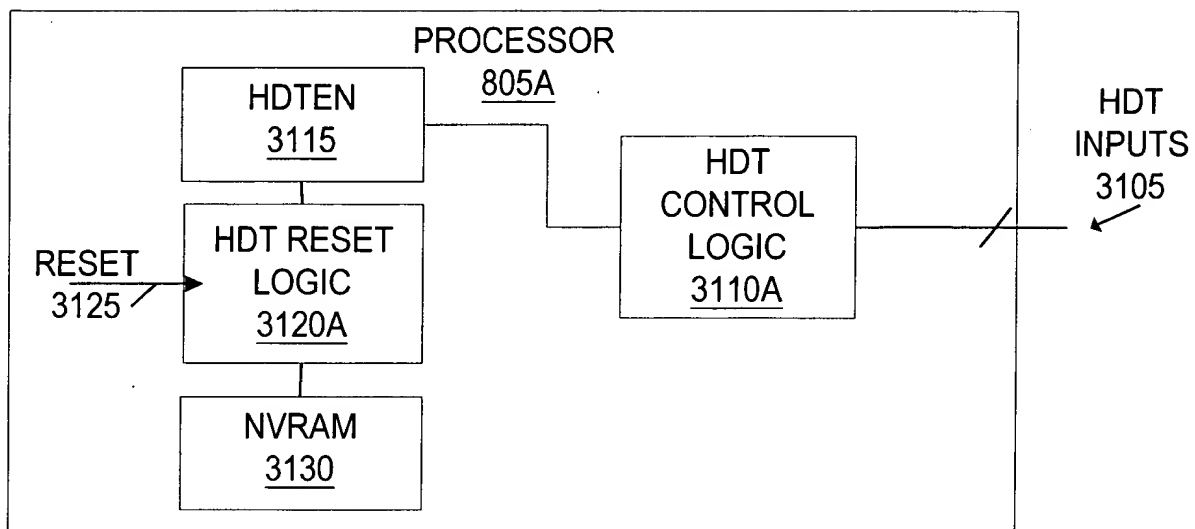 PROCESSOR
805A
HDTEN
3115
HDT RESET
LOGIC
3120A
RESET
3125
NVRAM
3130
HDT
CONTROL
LOGIC
3110A
HDT
INPUTS
3105